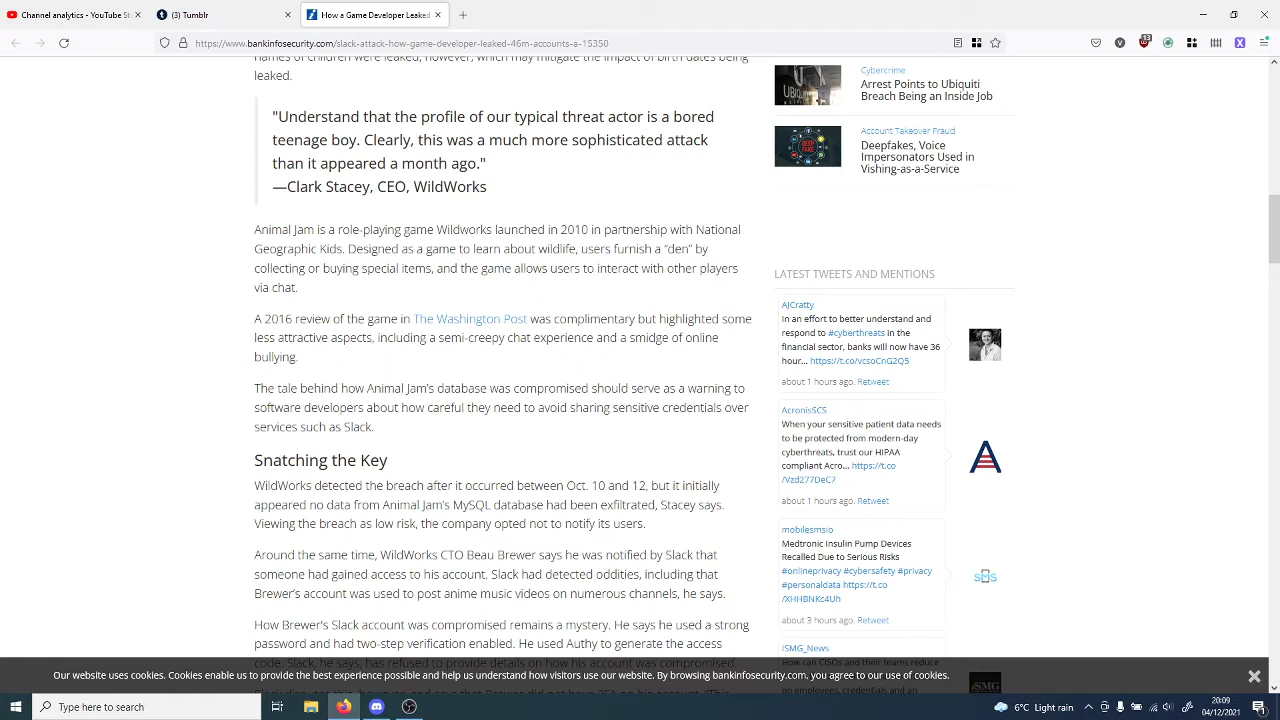 Channel analytics - YouTube St
(3) Tumblr
How a Game Developer Leaked
https://www.bankinfosecurity.com/slack-attack-how-game-developer-leaked-46m-accounts-a-15350
13
names of children were leaked, however, which may mitigate the impact of birth dates being
leaked.
"Understand that the profile of our typical threat actor is a bored
teenage boy. Clearly, this was a much more sophisticated attack
than it appeared a month ago."
—Clark Stacey, CEO, WildWorks
Animal Jam is a role-playing game Wildworks launched in 2010 in partnership with National
Geographic Kids. Designed as a game to learn about wildlife, users furnish a “den” by
collecting or buying special items, and the game allows users to interact with other players
via chat.
A 2016 review of the game in The Washington Post was complimentary but highlighted some
less attractive aspects, including a semi-creepy chat experience and a smidge of online
bullying.
The tale behind how Animal Jam’s database was compromised should serve as a warning to
software developers about how careful they need to avoid sharing sensitive credentials over
services such as Slack.
Snatching the Key
WildWorks detected the breach after it occurred between Oct. 10 and 12, but it initially
appeared no data from Animal Jam’s MySQL database had been exfiltrated, Stacey says.
Viewing the breach as low risk, the company opted not to notify its users.
Around the same time, WildWorks CTO Beau Brewer says he was notified by Slack that
someone had gained access to his account. Slack had detected oddities, including that
Brewer’s account was used to post anime music videos on numerous channels, he says.
How Brewer's Slack account was compromised remains a mystery. He says he used a strong
password and had two-step verification enabled. He used Authy to generate the access
code. Slack, he says, has refused to provide details on how his account was compromised.
Cybercrime
Arrest Points to Ubiquiti
Breach Being an Inside Job
Account Takeover Fraud
Deepfakes, Voice
Impersonators Used in
Vishing-as-a-Service
LATEST TWEETS AND MENTIONS
AJCratty
In an effort to better understand and
respond to #cyberthreats in the
financial sector, banks will now have 36
hour... https://t.co/vcsoCnG2Q5
about 1 hours ago. Retweet
AcronisSCS
When your sensitive patient data needs
to be protected from modern-day
cyberthreats, trust our HIPAA
compliant Acro... https://t.co
/Vzd277DeC7
about 1 hours ago. Retweet
mobilesmsio
Medtronic Insulin Pump Devices
Recalled Due to Serious Risks
#onlineprivacy #cybersafety #privacy
#personaldata https://t.co
/XHHBNKc4Uh
about 3 hours ago. Retweet
SMS
ISMG_News
How can CISOs and their teams reduce
on employees, credentials and an
iSMG
Our website uses cookies. Cookies enable us to provide the best experience possible and help us understand how visitors use our website. By browsing bankinfosecurity.com, you agree to our use of cookies.
Type here to search
6°C Light rain
20:09
04/12/2021